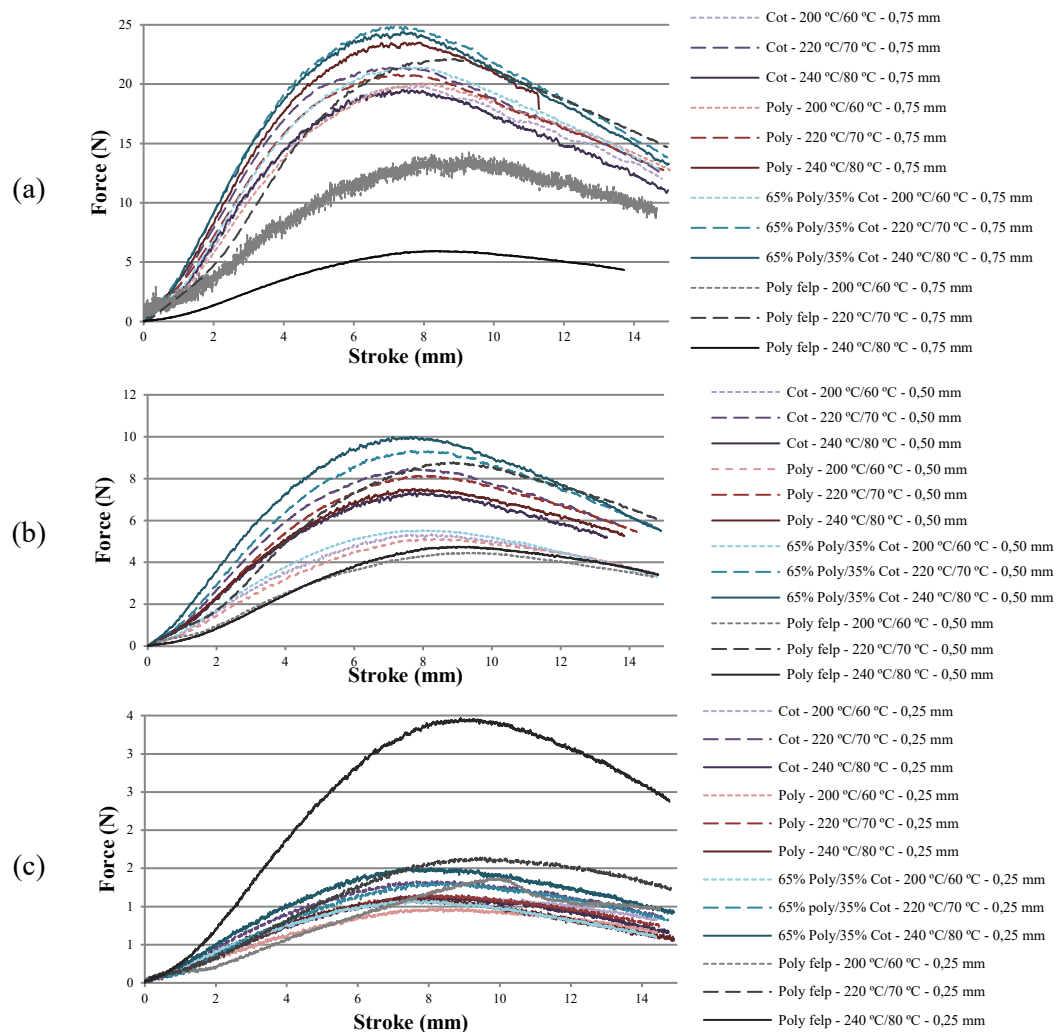 (a)
Force (N)
25
20
15
10
5
0
0 2 4 6 8 10 12 14
Stroke (mm)
Cot - 200 ºC/60 ºC - 0,75 mm
Cot - 220 ºC/70 ºC - 0,75 mm
Cot - 240 ºC/80 ºC - 0,75 mm
Poly - 200 ºC/60 ºC - 0,75 mm
Poly - 220 ºC/70 ºC - 0,75 mm
Poly - 240 ºC/80 ºC - 0,75 mm
65% Poly/35% Cot - 200 ºC/60 ºC - 0,75 mm
65% Poly/35% Cot - 220 ºC/70 ºC - 0,75 mm
65% Poly/35% Cot - 240 ºC/80 ºC - 0,75 mm
Poly felp - 200 ºC/60 ºC - 0,75 mm
Poly felp - 220 ºC/70 ºC - 0,75 mm
Poly felp - 240 ºC/80 ºC - 0,75 mm
(b)
Force (N)
12
10
8
6
4
2
0
0 2 4 6 8 10 12 14
Stroke (mm)
Cot - 200 ºC/60 ºC - 0,50 mm
Cot - 220 ºC/70 ºC - 0,50 mm
Cot - 240 ºC/80 ºC - 0,50 mm
Poly - 200 ºC/60 ºC - 0,50 mm
Poly - 220 ºC/70 ºC - 0,50 mm
Poly - 240 ºC/80 ºC - 0,50 mm
65% Poly/35% Cot - 200 ºC/60 ºC - 0,50 mm
65% Poly/35% Cot - 220 ºC/70 ºC - 0,50 mm
65% Poly/35% Cot - 240 ºC/80 ºC - 0,50 mm
Poly felp - 200 ºC/60 ºC - 0,50 mm
Poly felp - 220 ºC/70 ºC - 0,50 mm
Poly felp - 240 ºC/80 ºC - 0,50 mm
(c)
Force (N)
4
3
3
2
2
1
1
0
0 2 4 6 8 10 12 14
Stroke (mm)
Cot - 200 ºC/60 ºC - 0,25 mm
Cot - 220 ºC/70 ºC - 0,25 mm
Cot - 240 ºC/80 ºC - 0,25 mm
Poly - 200 ºC/60 ºC - 0,25 mm
Poly - 220 ºC/70 ºC - 0,25 mm
Poly - 240 ºC/80 ºC - 0,25 mm
65% Poly/35% Cot - 200 ºC/60 ºC - 0,25 mm
65% poly/35% Cot - 220 ºC/70 ºC - 0,25 mm
65% Poly/35% Cot - 240 ºC/80 ºC - 0,25 mm
Poly felp - 200 ºC/60 ºC - 0,25 mm
Poly felp - 220 ºC/70 ºC - 0,25 mm
Poly felp - 240 ºC/80 ºC - 0,25 mm